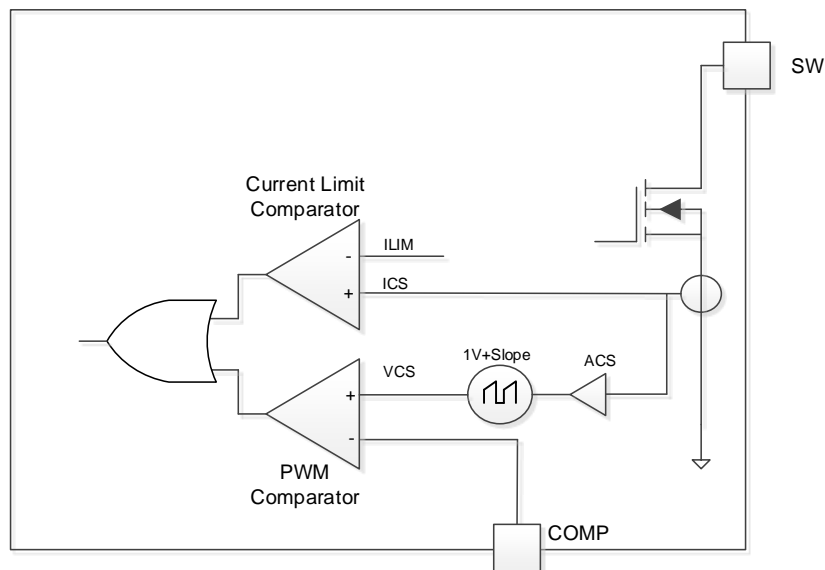 SW
Current Limit
Comparator
-
ILIM
ICS
+
1V+Slope
ACS
VCS
+
-
PWM
Comparator
COMP